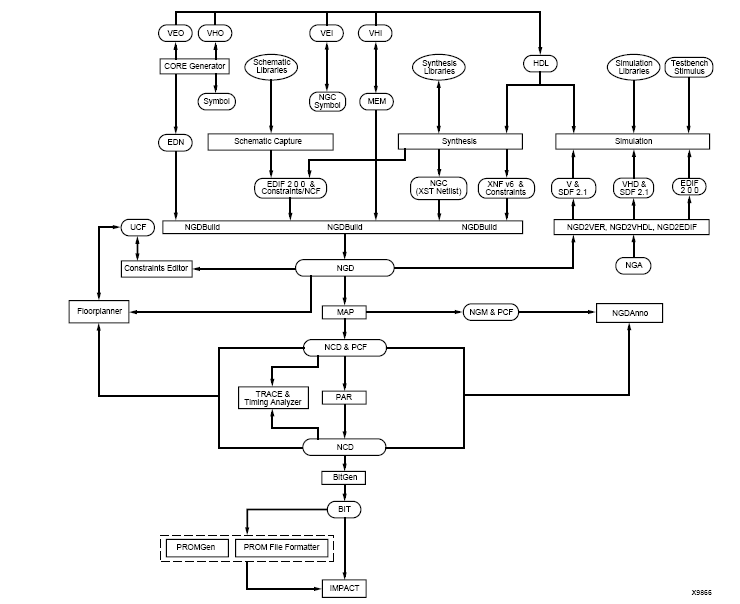 VEO
VHO
VEI
VHI
CORE Generator
Schematic
Libraries
Synthesis
Libraries
HDL
Simulation
Libraries
Testbench
Stimulus
Symbol
NGC
Symbol
MEM
EDN
Schematic Capture
Synthesis
Simulation
EDIF 2 0 0 &
Constraints/NCF
NGC
(XST Netlist)
XNF v6 &
Constraints
V &
SDF 2.1
VHD &
SDF 2.1
EDIF
2 0 0
UCF
NGDBuild
NGDBuild
NGDBuild
NGD2VER, NGD2VHDL, NGD2EDIF
Constraints Editor
NGD
NGA
Floorplanner
MAP
NGM & PCF
NGDAnno
NCD & PCF
TRACE &
Timing Analyzer
PAR
NCD
BitGen
BIT
PROMGen
PROM File Formatter
IMPACT
X9866